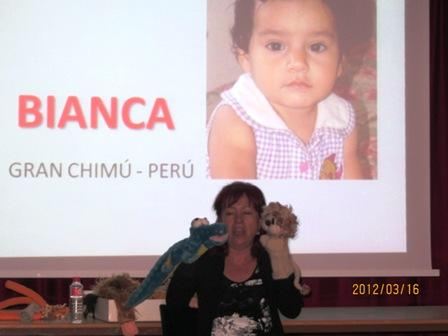 BIANCA
GRAN CHIMÚ - PERÚ
2012/03/16